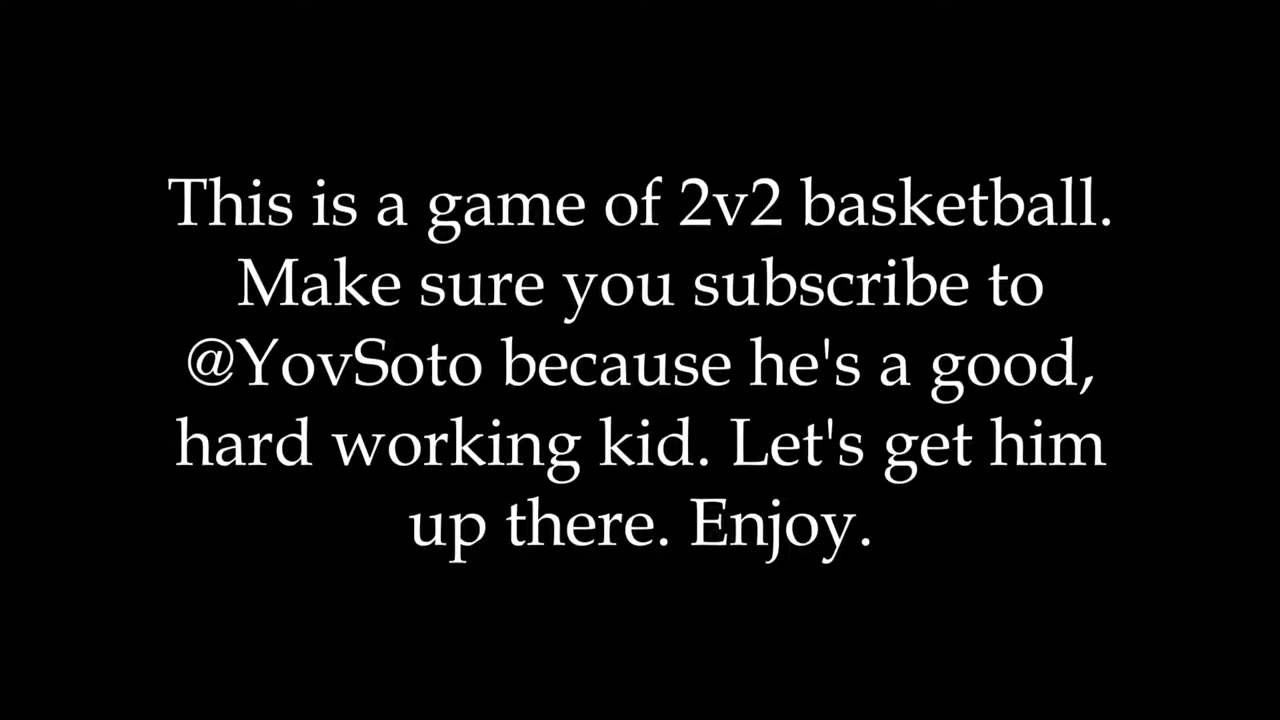 This is a game of 2v2 basketball.
Make sure you subscribe to
@YovSoto because he's a good,
hard working kid. Let's get him
up there. Enjoy.